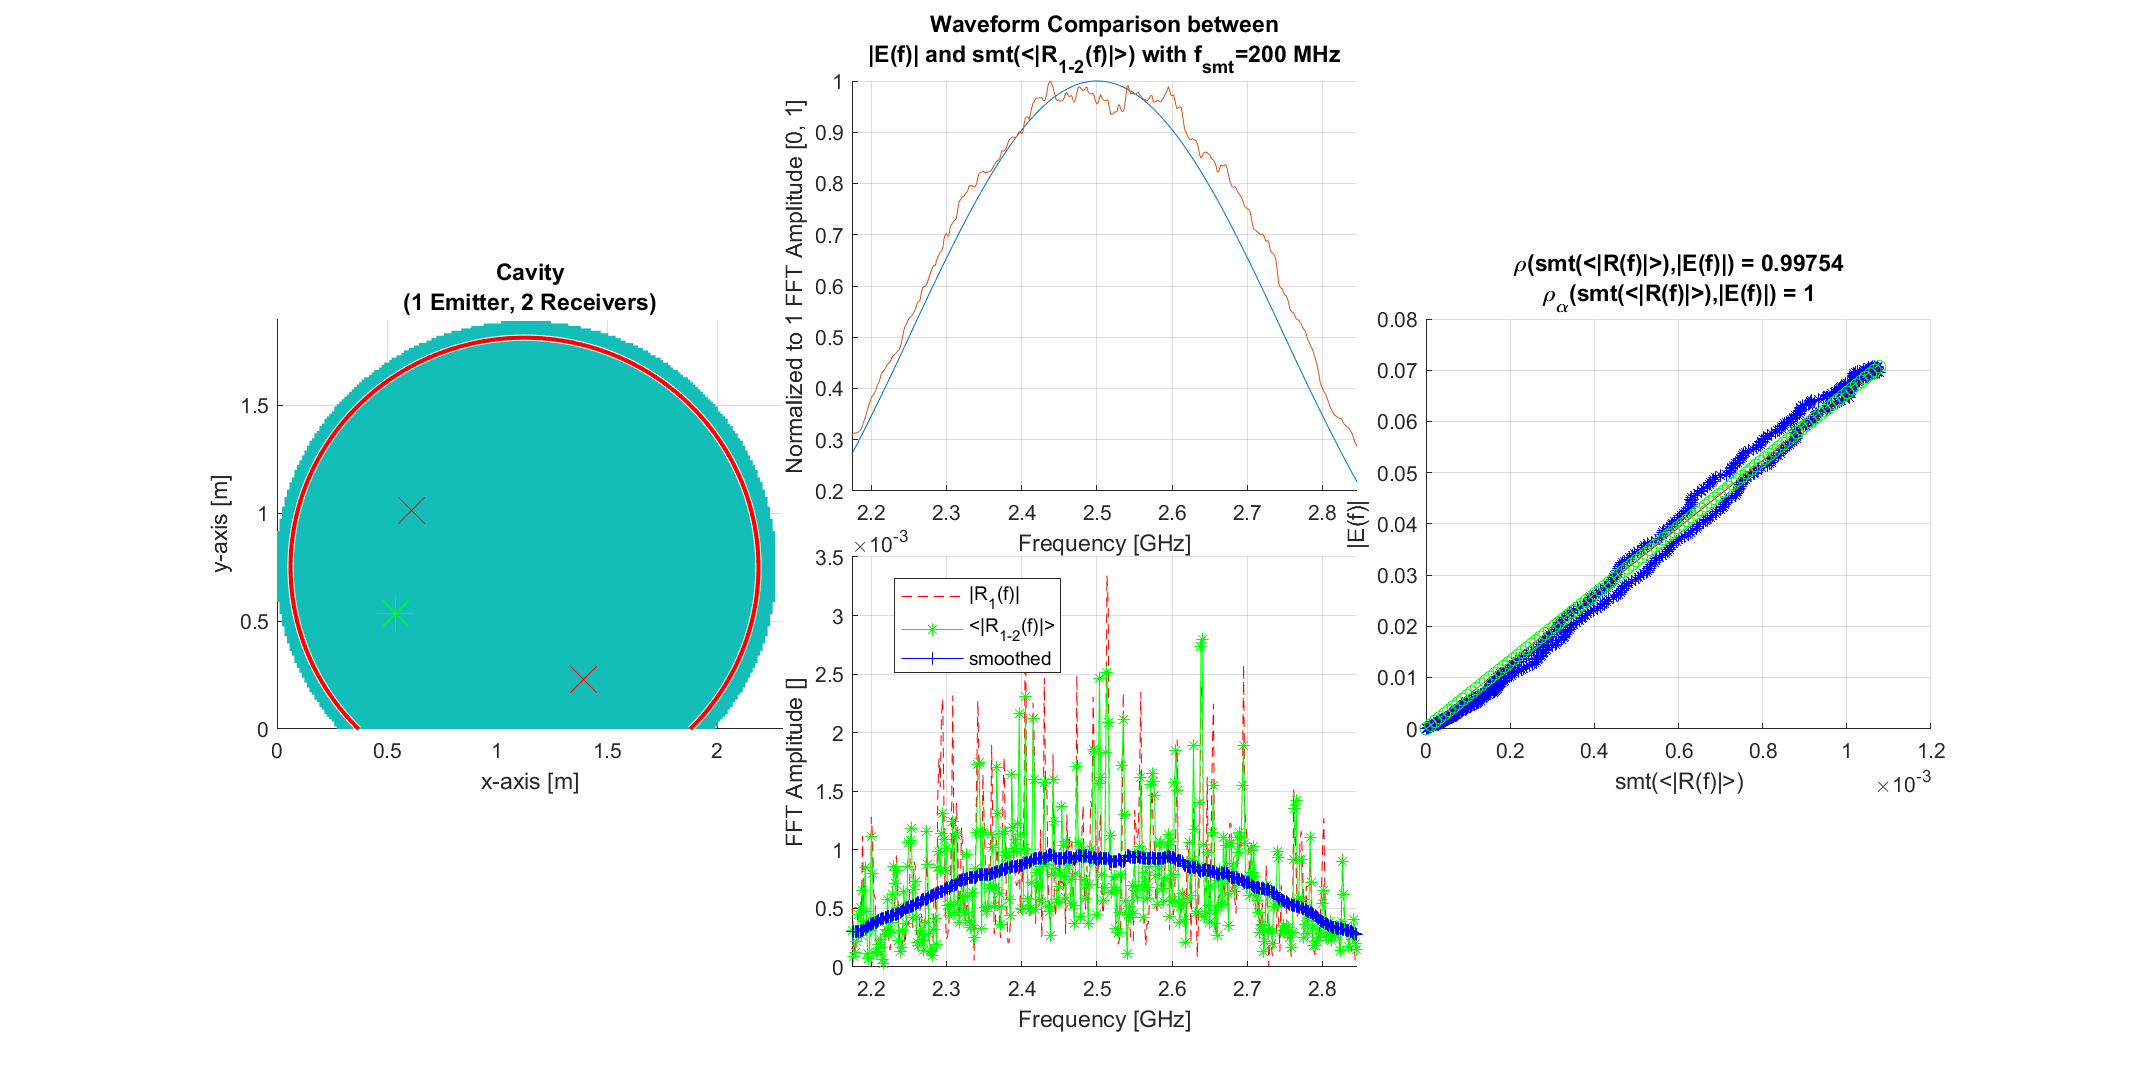 Cavity
(1 Emitter, 2 Receivers)
y-axis [m]
1.5
1
0.5
0
0 0.5 1 1.5 2
x-axis [m]
Waveform Comparison between
|E(f)| and smt(<|R1-2(f)|>) with fsmt=200 MHz
Normalized to 1 FFT Amplitude [0, 1]
1
0.9
0.8
0.7
0.6
0.5
0.4
0.3
0.2
2.2 2.3 2.4 2.5 2.6 2.7 2.8
Frequency [GHz]
×10-3
FFT Amplitude []
3.5
3
2.5
2
1.5
1
0.5
0
|R1(f)|
<|R1-2(f)|>
smoothed
2.2 2.3 2.4 2.5 2.6 2.7 2.8
Frequency [GHz]
ρ(smt(<|R(f)|>),|E(f)|) = 0.99754
ρα(smt(<|R(f)|>),|E(f)|) = 1
|E(f)|
0.08
0.07
0.06
0.05
0.04
0.03
0.02
0.01
0
0 0.2 0.4 0.6 0.8 1 1.2
smt(<|R(f)|>)
×10-3